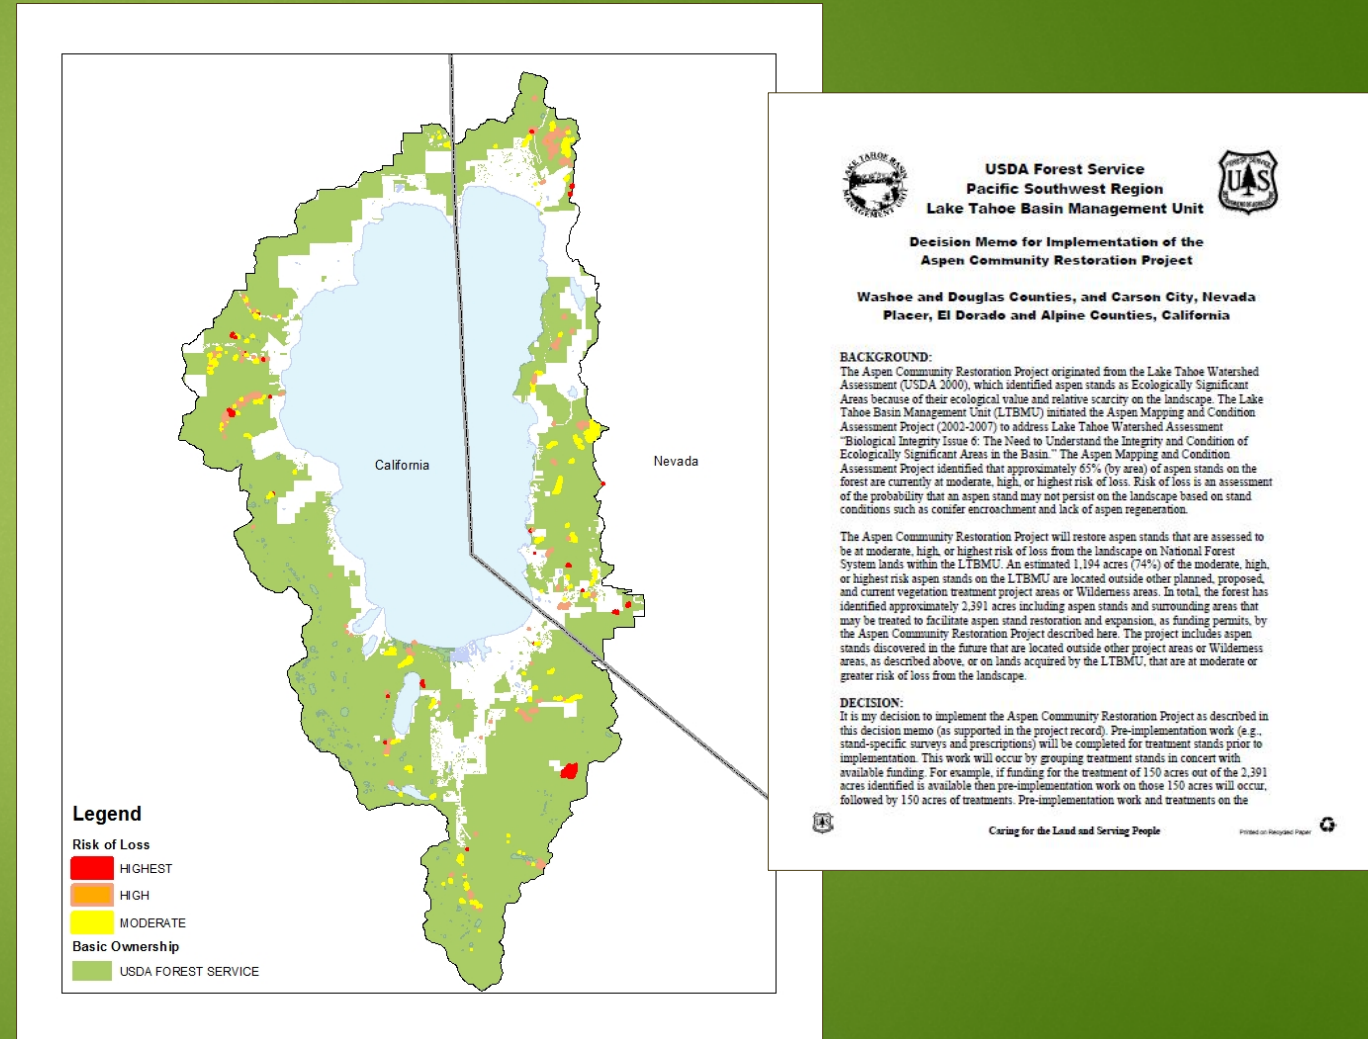 California
Nevada
Legend
Risk of Loss
HIGHEST
HIGH
MODERATE
Basic Ownership
USDA FOREST SERVICE
LAKE TAHOE BASIN
MANAGEMENT UNIT
FOREST SERVICE
U S
DEPARTMENT OF AGRICULTURE
USDA Forest Service
Pacific Southwest Region
Lake Tahoe Basin Management Unit
Decision Memo for Implementation of the
Aspen Community Restoration Project
Washoe and Douglas Counties, and Carson City, Nevada
Placer, El Dorado and Alpine Counties, California
BACKGROUND:
The Aspen Community Restoration Project originated from the Lake Tahoe Watershed
Assessment (USDA 2000), which identified aspen stands as Ecologically Significant
Areas because of their ecological value and relative scarcity on the landscape. The Lake
Tahoe Basin Management Unit (LTBMU) initiated the Aspen Mapping and Condition
Assessment Project (2002-2007) to address Lake Tahoe Watershed Assessment
“Biological Integrity Issue 6: The Need to Understand the Integrity and Condition of
Ecologically Significant Areas in the Basin.” The Aspen Mapping and Condition
Assessment Project identified that approximately 65% (by area) of aspen stands on the
forest are currently at moderate, high, or highest risk of loss. Risk of loss is an assessment
of the probability that an aspen stand may not persist on the landscape based on stand
conditions such as conifer encroachment and lack of aspen regeneration.
The Aspen Community Restoration Project will restore aspen stands that are assessed to
be at moderate, high, or highest risk of loss from the landscape on National Forest
System lands within the LTBMU. An estimated 1,194 acres (74%) of the moderate, high,
or highest risk aspen stands on the LTBMU are located outside other planned, proposed,
and current vegetation treatment project areas or Wilderness areas. In total, the forest has
identified approximately 2,391 acres including aspen stands and surrounding areas that
may be treated to facilitate aspen stand restoration and expansion, as funding permits, by
the Aspen Community Restoration Project described here. The project includes aspen
stands discovered in the future that are located outside other project areas or Wilderness
areas, as described above, or on lands acquired by the LTBMU, that are at moderate or
greater risk of loss from the landscape.
DECISION:
It is my decision to implement the Aspen Community Restoration Project as described in
this decision memo (as supported in the project record). Pre-implementation work (e.g.,
stand-specific surveys and prescriptions) will be completed for treatment stands prior to
implementation. This work will occur by grouping treatment stands in concert with
available funding. For example, if funding for the treatment of 150 acres out of the 2,391
acres identified is available then pre-implementation work on those 150 acres will occur,
followed by 150 acres of treatments. Pre-implementation work and treatments on the
Caring for the Land and Serving People
Printed on Recycled Paper